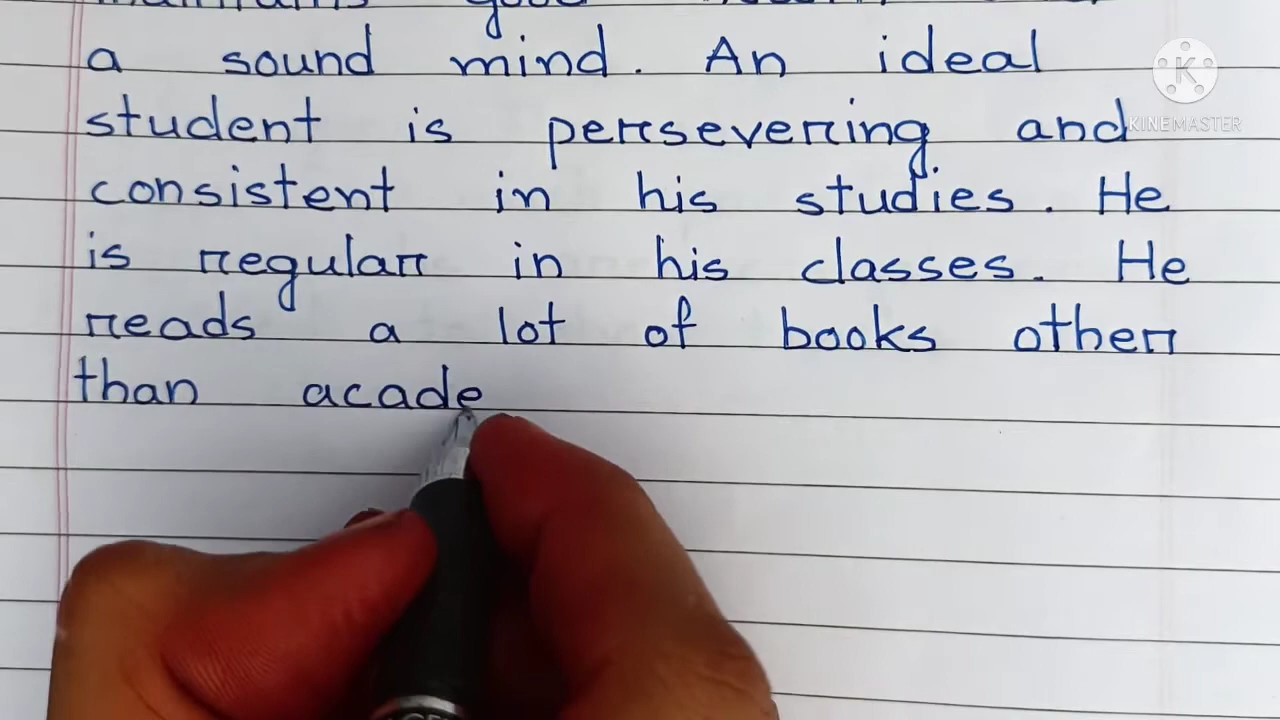 a sound mind. An ideal
student is persevering and
consistent in his studies. He
is regular in his classes. He
reads a lot of books other
than acade
KINEMASTER